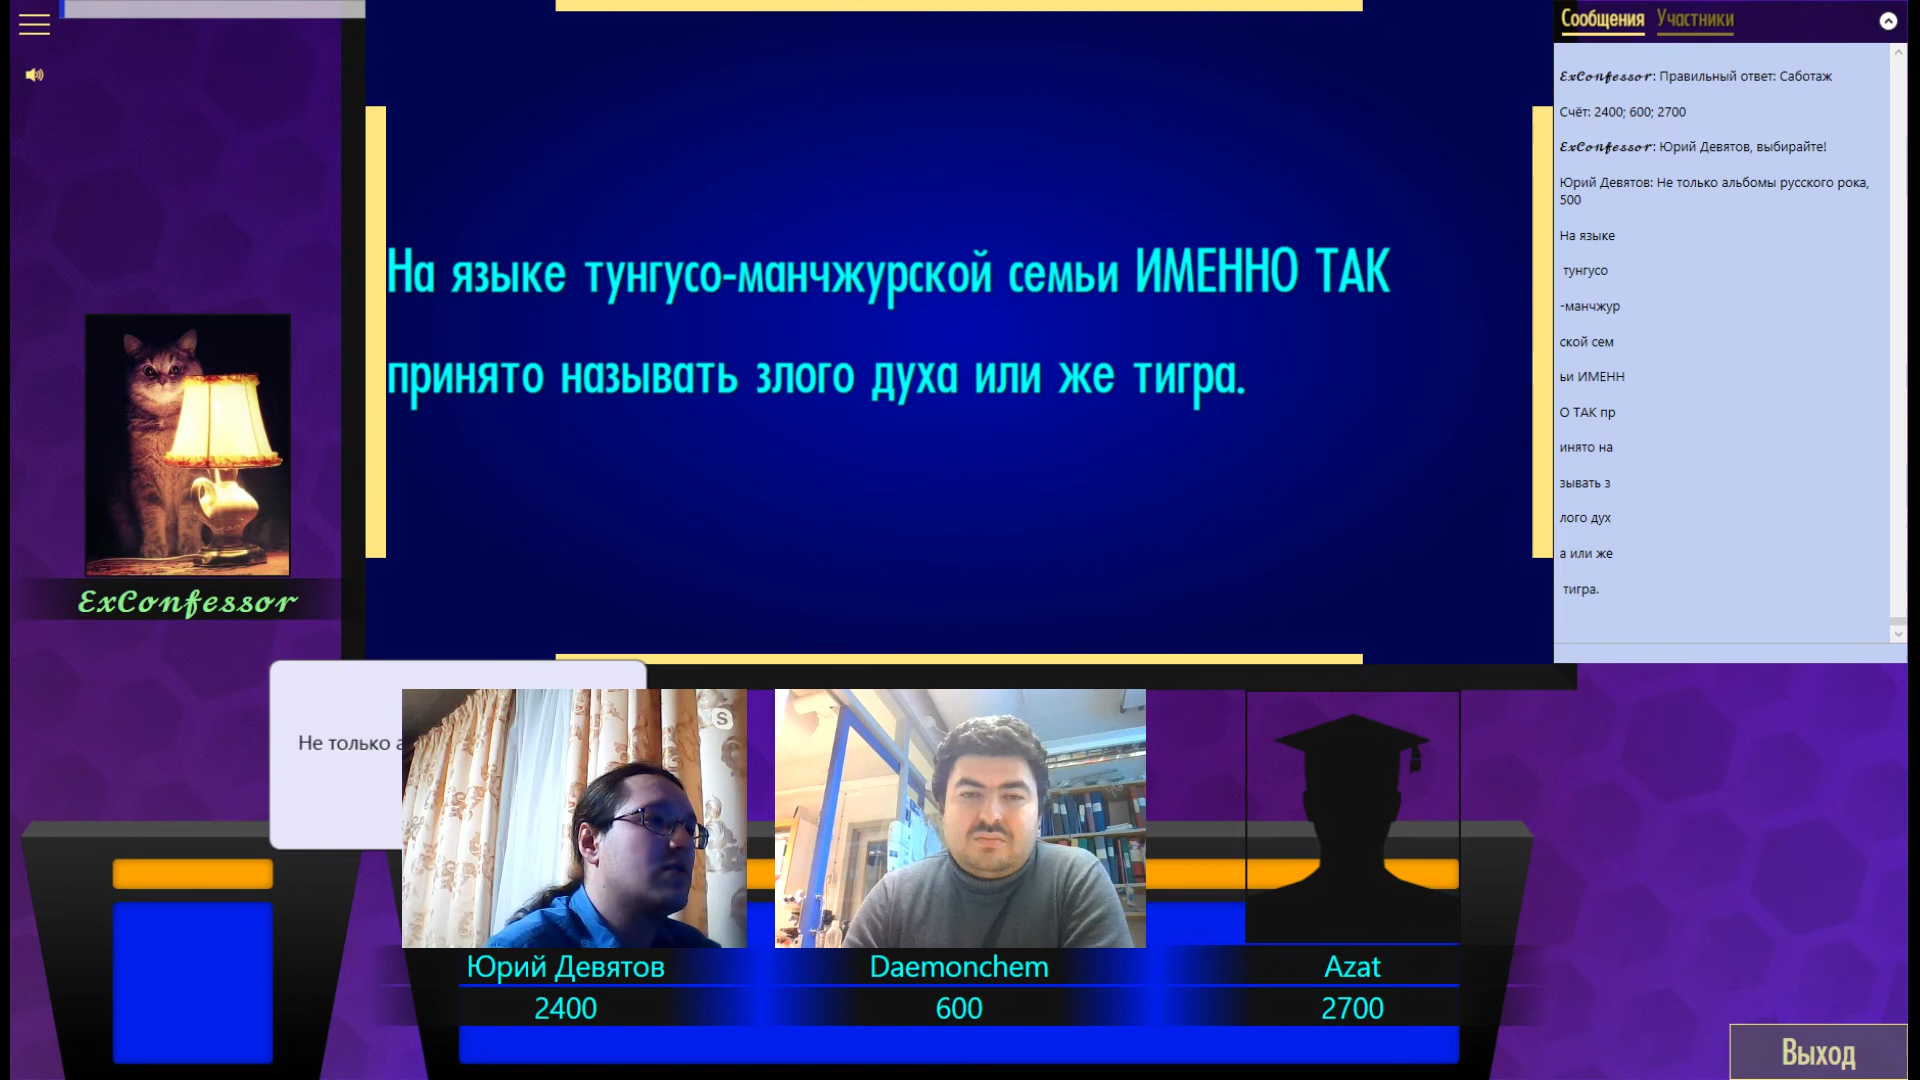 На языке тунгусо-манчжурской семьи ИМЕННО ТАК
принято называть злого духа или же тигра.
Сообщения Участники
ExConfessor: Правильный ответ: Саботаж
Счёт: 2400; 600; 2700
ExConfessor: Юрий Девятов, выбирайте!
Юрий Девятов: Не только альбомы русского рока,
500
На языке
тунгусо
-манчжур
ской сем
ьи ИМЕНН
О ТАК пр
инято на
зывать з
лого дух
а или же
тигра.
ExConfessor
Не только а
S
Юрий Девятов
2400
Daemonchem
600
Azat
2700
Выход